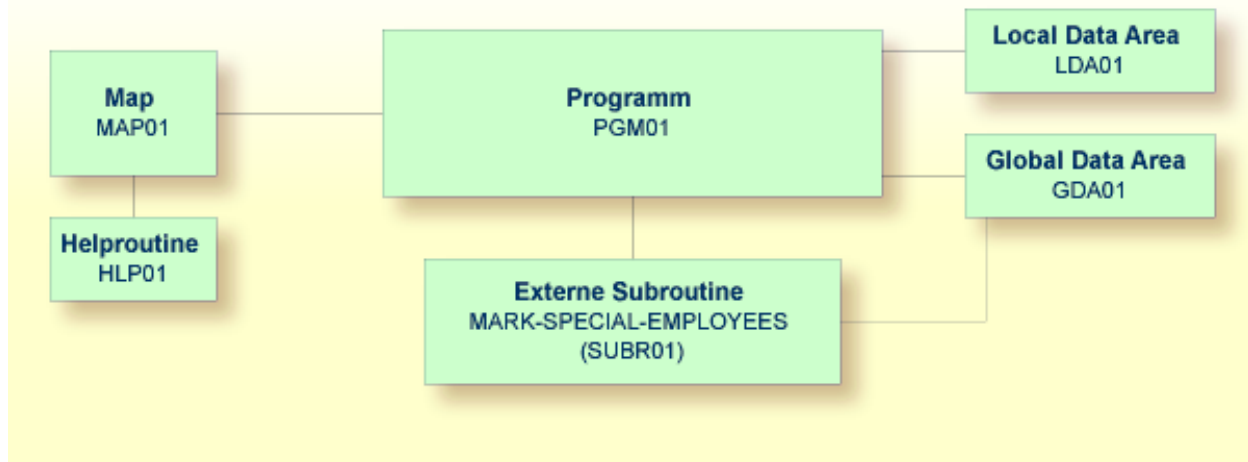 Map
MAP01
Helproutine
HLP01
Programm
PGM01
Externe Subroutine
MARK-SPECIAL-EMPLOYEES
(SUBR01)
Local Data Area
LDA01
Global Data Area
GDA01